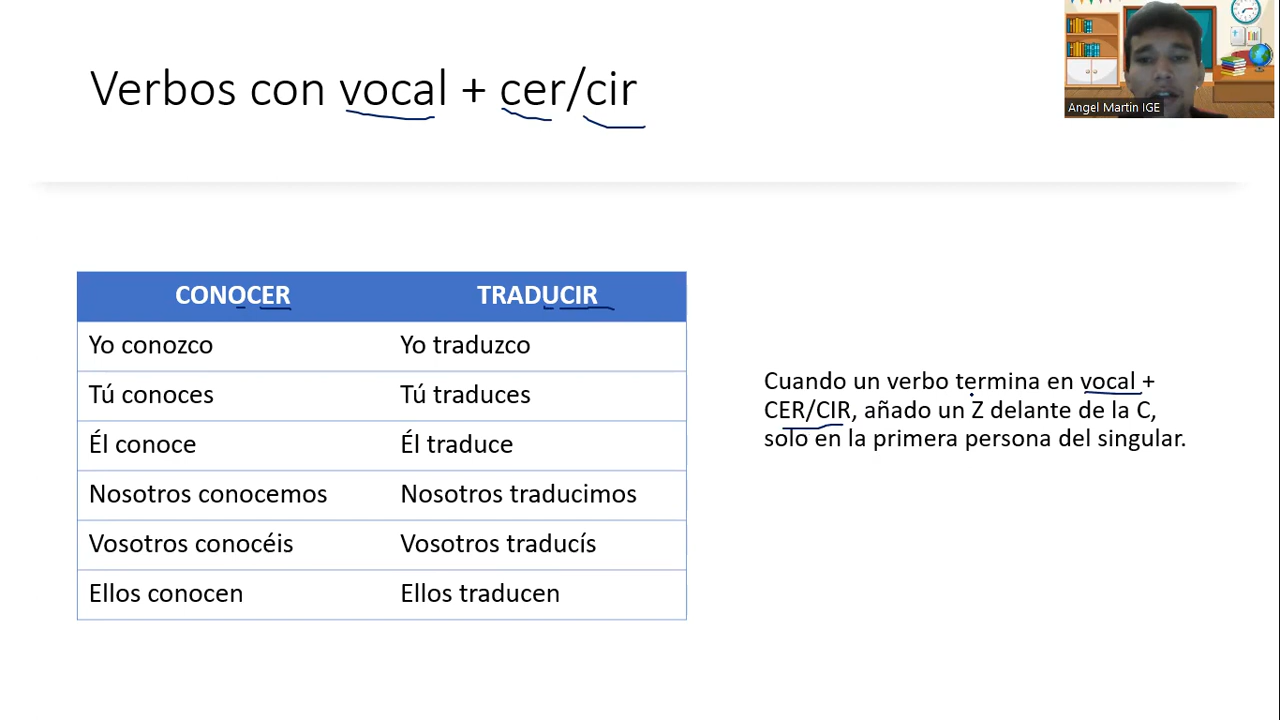 Verbos con vocal + cer/cir
Angel Martin IGE
CONOCER TRADUCIR
Yo conozco Yo traduzco
Tú conoces Tú traduces
Él conoce Él traduce
Nosotros conocemos Nosotros traducimos
Vosotros conocéis Vosotros traducís
Ellos conocen Ellos traducen
Cuando un verbo termina en vocal +
CER/CIR, añado un Z delante de la C,
solo en la primera persona del singular.